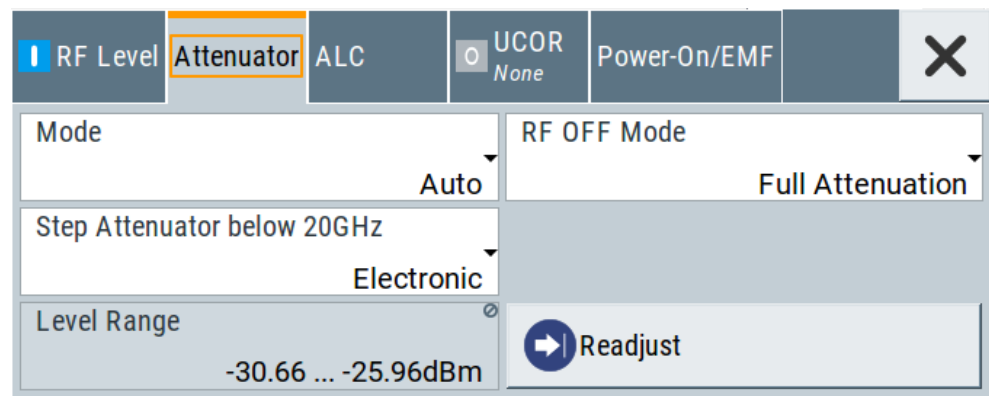 RF Level
Attenuator
ALC
UCOR
None
Power-On/EMF
Mode
Auto
RF OFF Mode
Full Attenuation
Step Attenuator below 20GHz
Electronic
Level Range
-30.66 ... -25.96dBm
Readjust